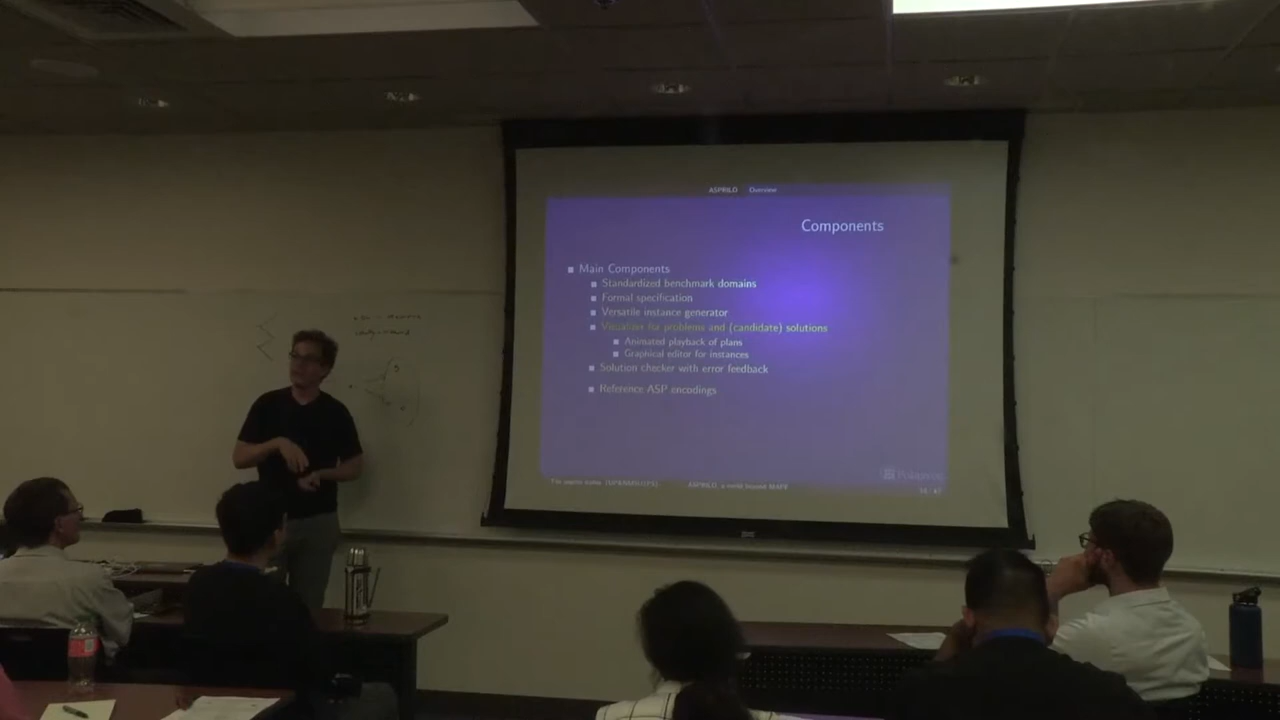 ASPRILO Overview
Components
Main Components
Standardized benchmark domains
Formal specification
Versatile instance generator
Visualizer for problems and (candidate) solutions
Animated playback of plans
Graphical editor for instances
Solution checker with error feedback
Reference ASP encodings
Potassco